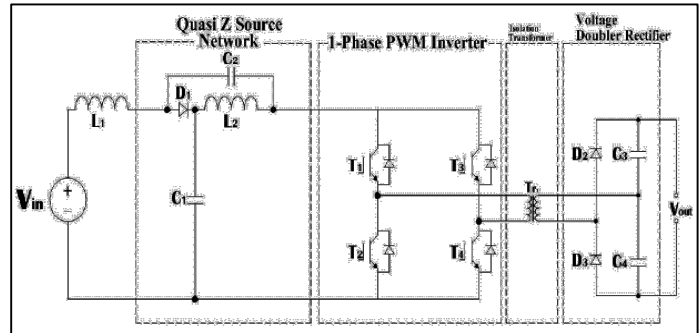 Quasi Z Source
Network
1-Phase PWM Inverter
Isolation
Transformer
Voltage
Doubler Rectifier
C2
D1
L1
L2
T1
T3
D2
C3
Tr.
Vin
C1
Vout
T2
T4
D3
C4